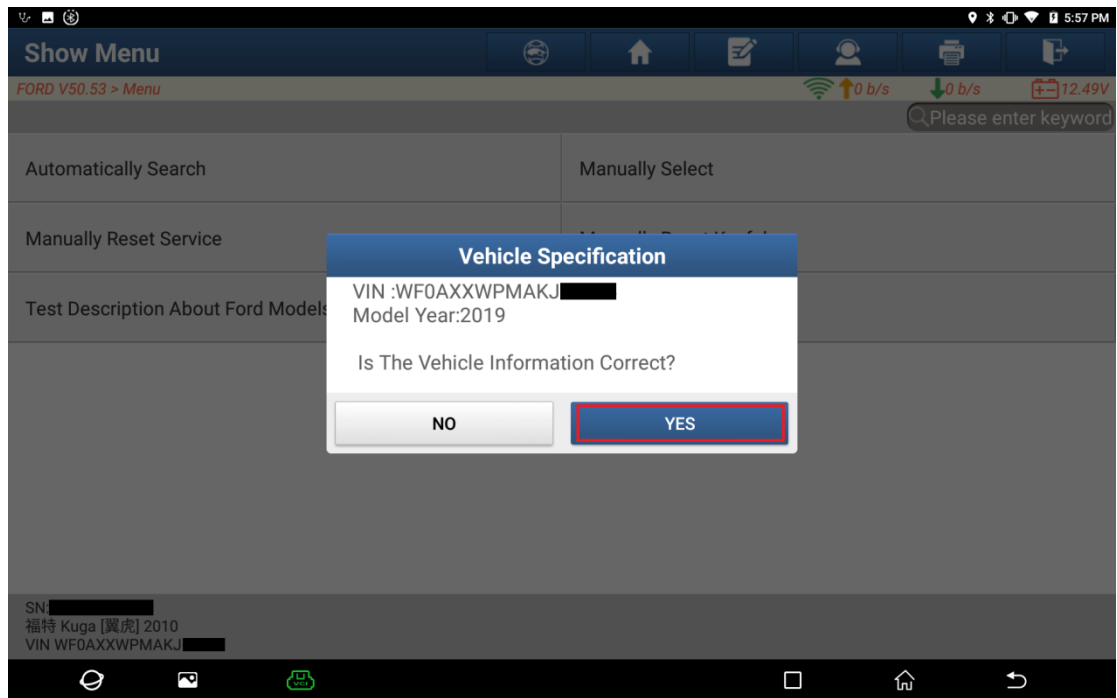 5:57 PM
Show Menu
FORD V50.53 > Menu
0 b/s
0 b/s
12.49V
Please enter keyword
Automatically Search
Manually Select
Manually Reset Service
Vehicle Specification
Test Description About Ford Models
VIN :WF0AXXWPMAKJ
Model Year:2019
Is The Vehicle Information Correct?
NO
YES
SN:
福特 Kuga [翼虎] 2010
VIN WF0AXXWPMAKJ
VCI